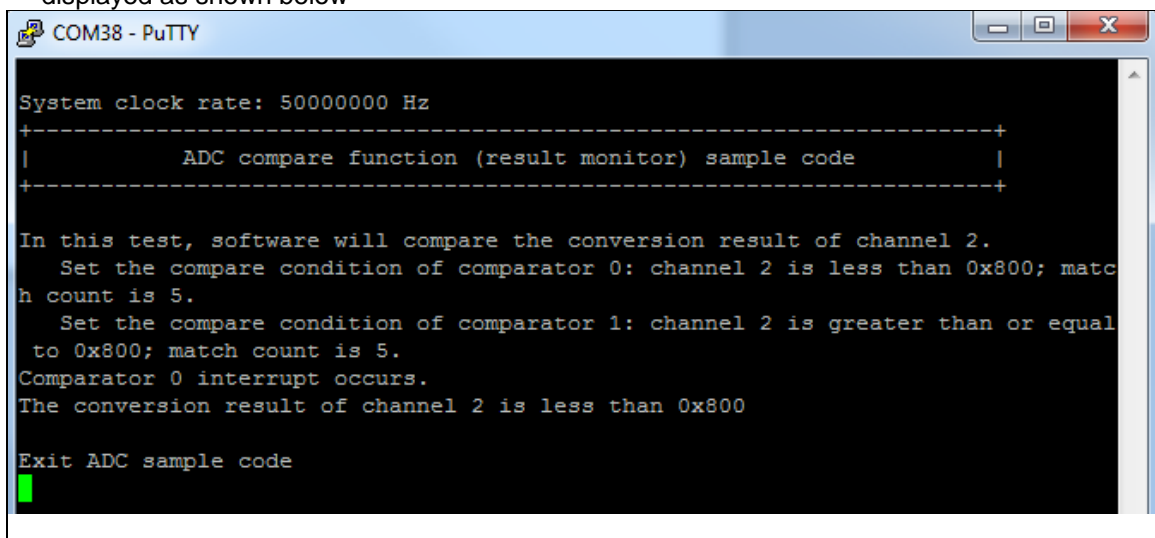 displayed as shown below
COM38 - PuTTY
System clock rate: 50000000 Hz
+----------------------------------------------------------------------+
|           ADC compare function (result monitor) sample code           |
+----------------------------------------------------------------------+
In this test, software will compare the conversion result of channel 2.
   Set the compare condition of comparator 0: channel 2 is less than 0x800; matc
h count is 5.
   Set the compare condition of comparator 1: channel 2 is greater than or equal
 to 0x800; match count is 5.
Comparator 0 interrupt occurs.
The conversion result of channel 2 is less than 0x800
Exit ADC sample code